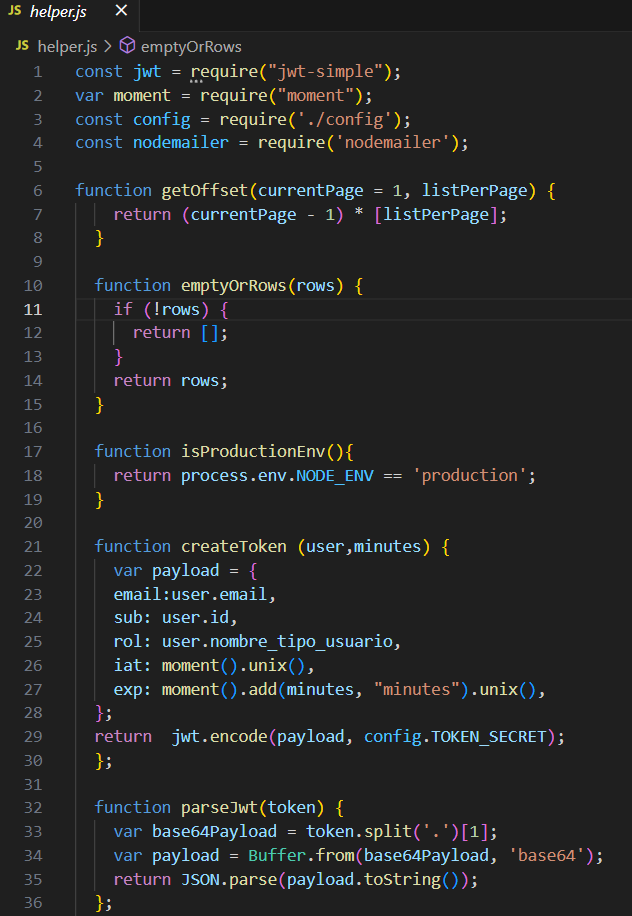 JS helper.js ×
JS helper.js > emptyOrRows
1 const jwt = require("jwt-simple");
2 var moment = require("moment");
3 const config = require('./config');
4 const nodemailer = require('nodemailer');
5
6 function getOffset(currentPage = 1, listPerPage) {
7 return (currentPage - 1) * [listPerPage];
8 }
9
10 function emptyOrRows(rows) {
11 if (!rows) {
12 return [];
13 }
14 return rows;
15 }
16
17 function isProductionEnv(){
18 return process.env.NODE_ENV == 'production';
19 }
20
21 function createToken (user,minutes) {
22 var payload = {
23 email:user.email,
24 sub: user.id,
25 rol: user.nombre_tipo_usuario,
26 iat: moment().unix(),
27 exp: moment().add(minutes, "minutes").unix(),
28 };
29 return  jwt.encode(payload, config.TOKEN_SECRET);
30 };
31
32 function parseJwt(token) {
33 var base64Payload = token.split('.')[1];
34 var payload = Buffer.from(base64Payload, 'base64');
35 return JSON.parse(payload.toString());
36 };